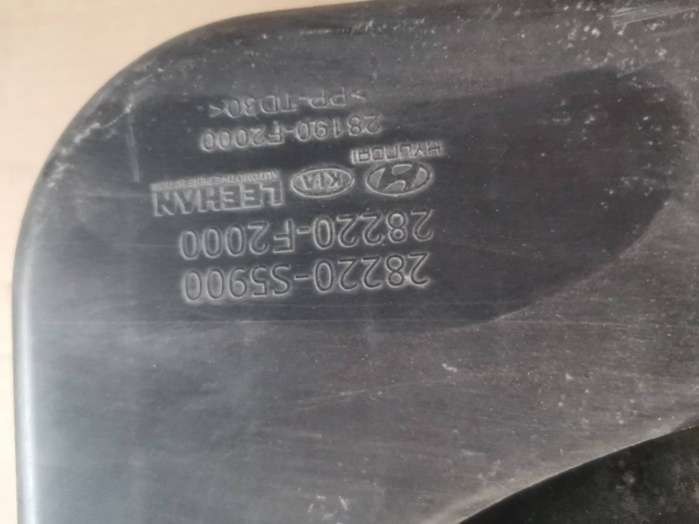 28220-S5900
28220-F2000
HYUNDAI KIA LEEHAN
28190-F2000
>PP-TD30<